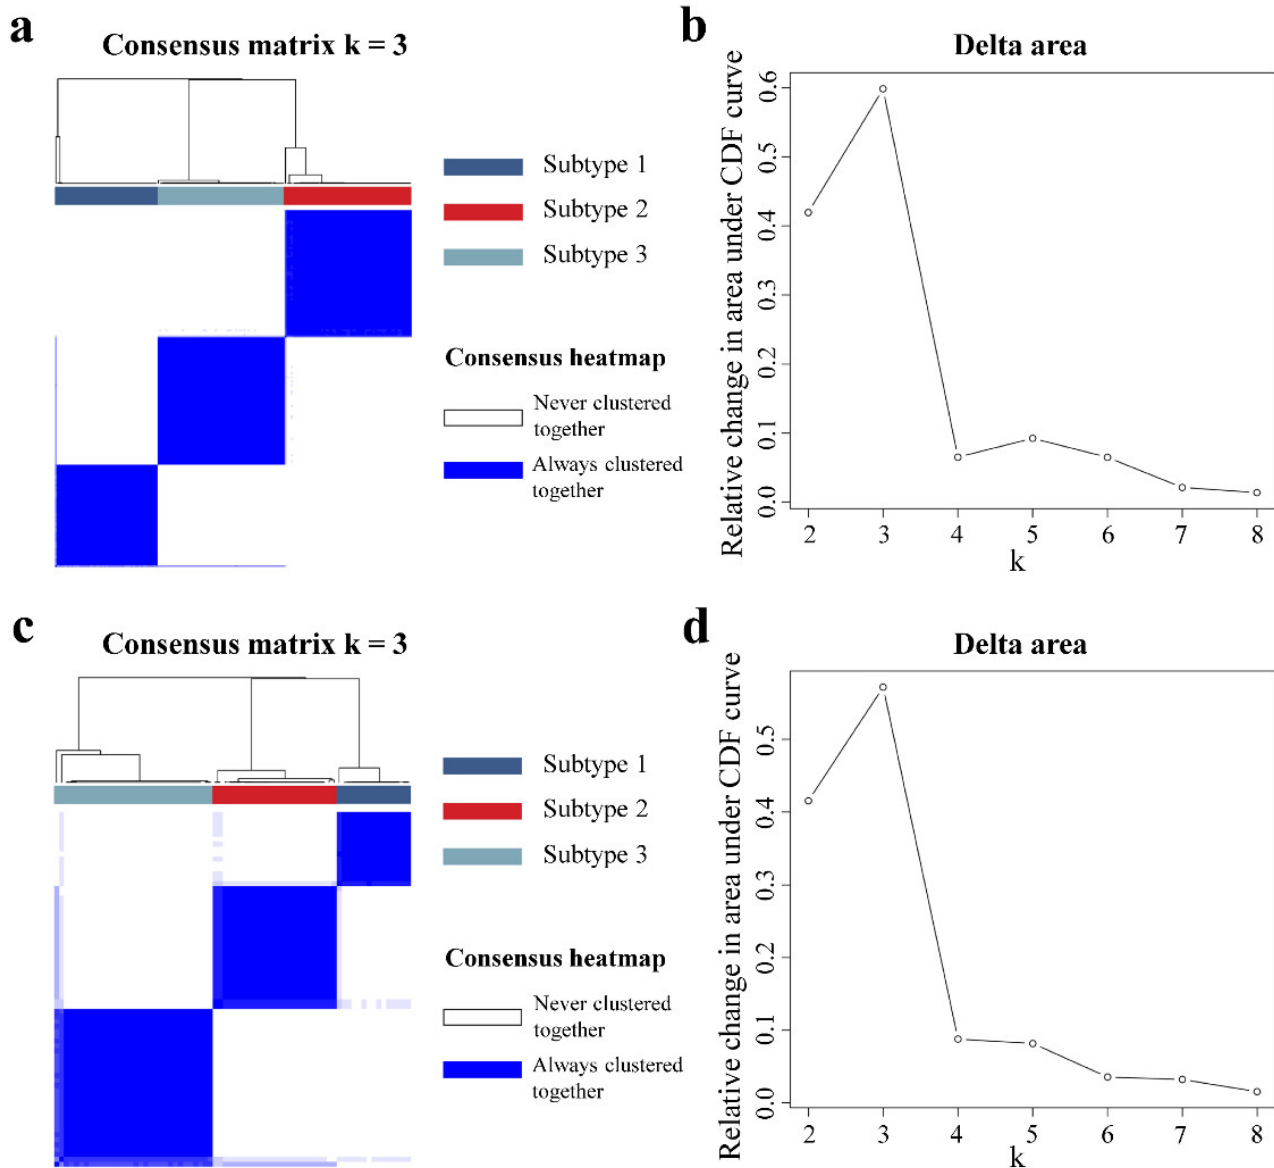 a
Consensus matrix k = 3
Subtype 1
Subtype 2
Subtype 3
Consensus heatmap
Never clustered
together
Always clustered
together
b
Delta area
Relative change in area under CDF curve
0.6
0.5
0.4
0.3
0.2
0.1
0.0
2 3 4 5 6 7 8
k
c
Consensus matrix k = 3
Subtype 1
Subtype 2
Subtype 3
Consensus heatmap
Never clustered
together
Always clustered
together
d
Delta area
Relative change in area under CDF curve
0.5
0.4
0.3
0.2
0.1
0.0
2 3 4 5 6 7 8
k